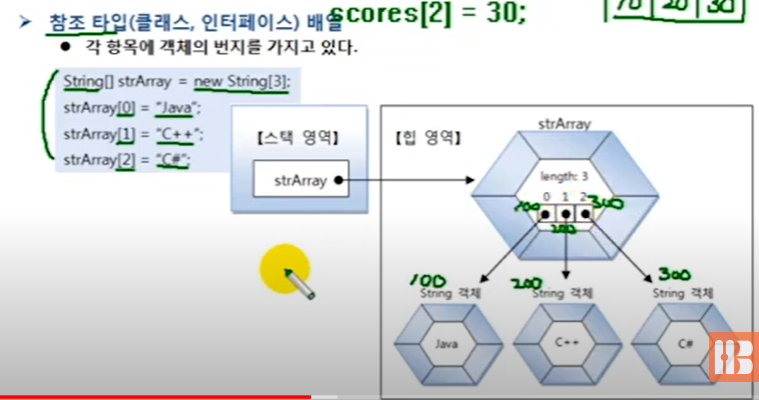 참조 타입(클래스, 인터페이스) 배열
scores[2] = 30;
10 20 30
각 항목에 객체의 번지를 가지고 있다.
String[] strArray = new String[3];
strArray[0] = "Java";
strArray[1] = "C++";
strArray[2] = "C#";
【스택 영역】
strArray
【힙 영역】
strArray
length: 3
0 1 2
100 200 300
100 200 300
String 객체 String 객체 String 객체
Java C++ C#